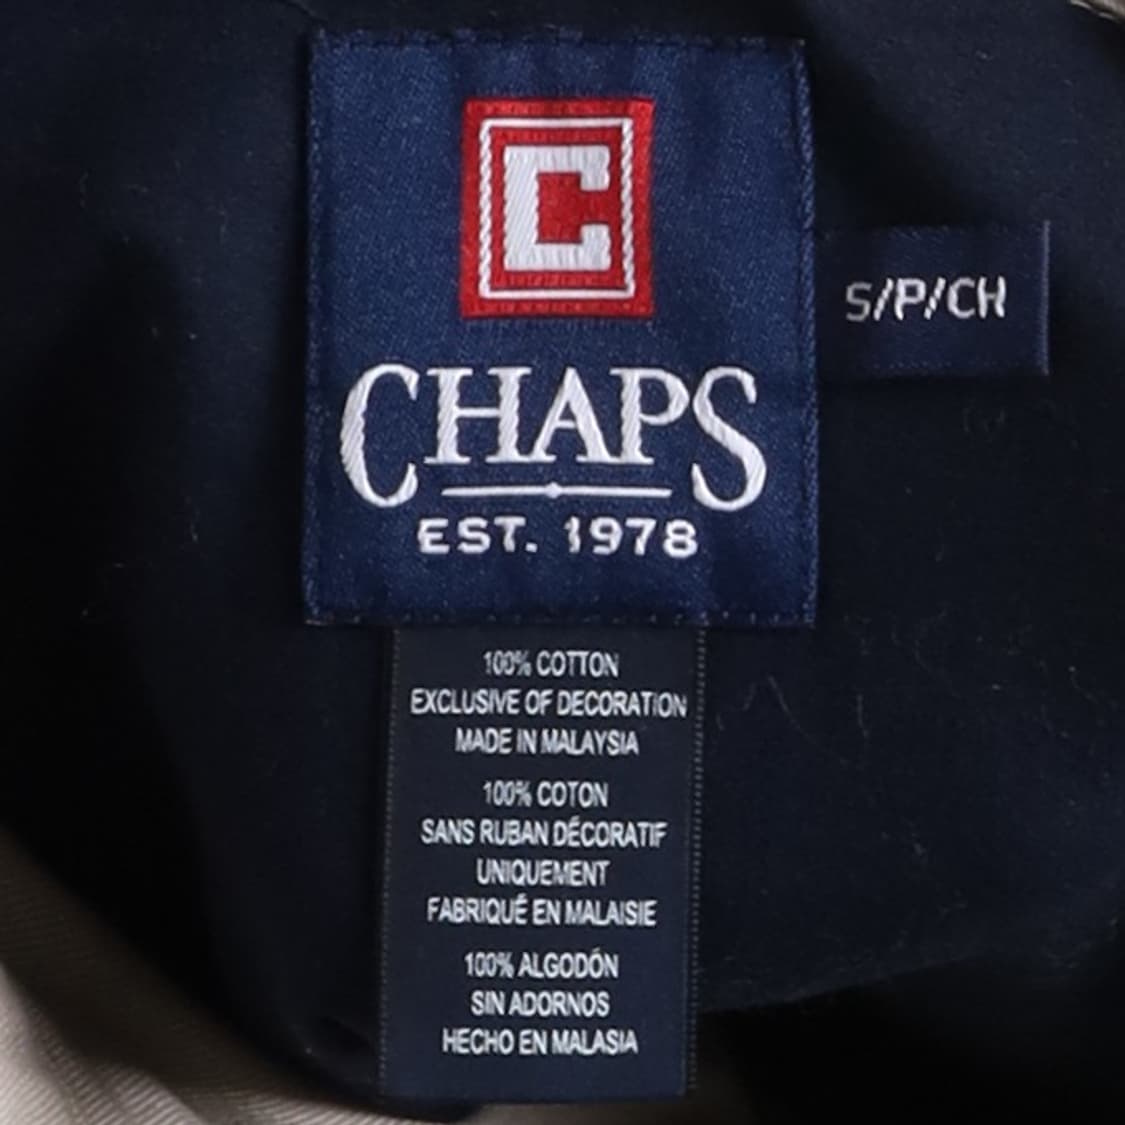 C
CHAPS
EST. 1978
S/P/CH
100% COTTON
EXCLUSIVE OF DECORATION
MADE IN MALAYSIA
100% COTON
SANS RUBAN DÉCORATIF
UNIQUEMENT
FABRIQUÉ EN MALAISIE
100% ALGODÓN
SIN ADORNOS
HECHO EN MALASIA